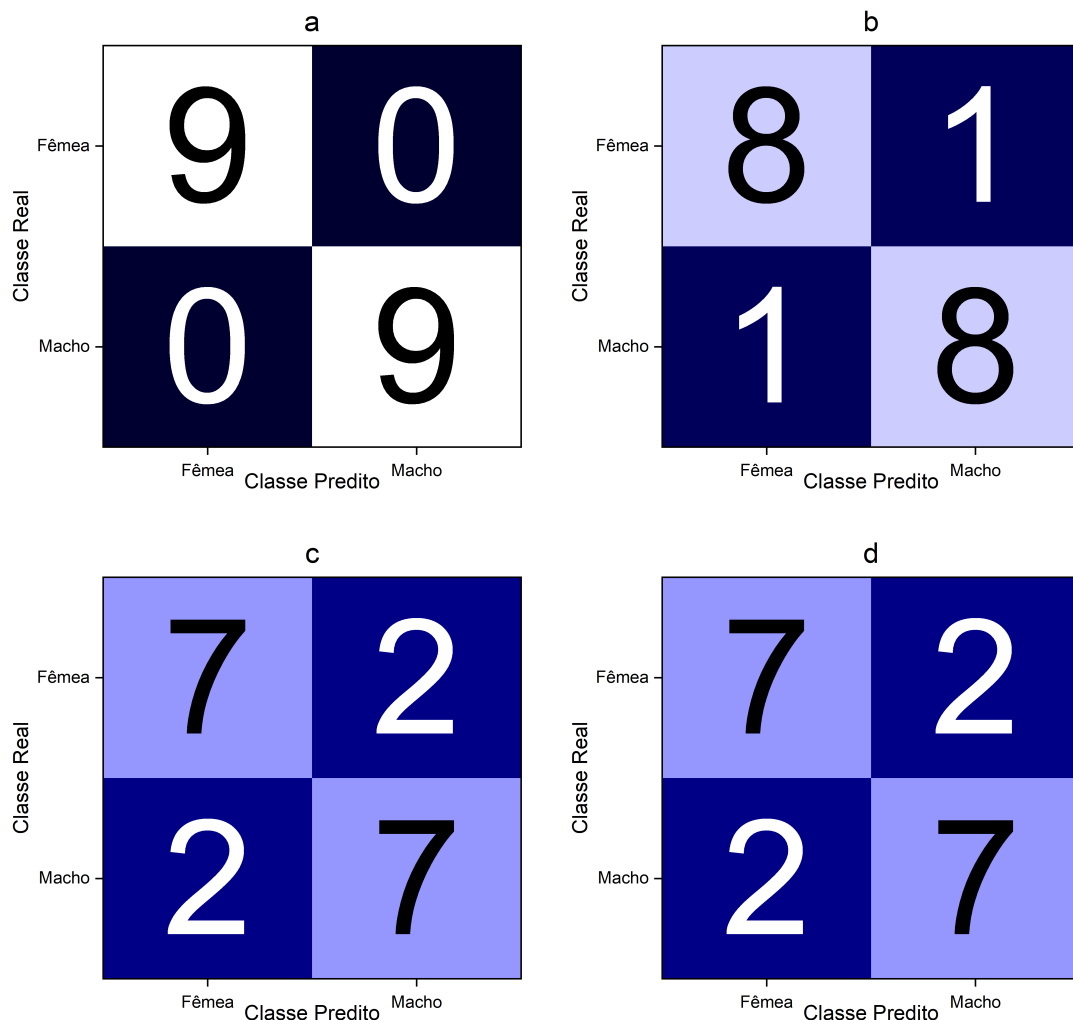 a
b
Fêmea
9 0
Fêmea
8 1
Classe Real
Classe Real
Macho
0 9
Macho
1 8
Fêmea
Macho
Classe Predito
Fêmea
Macho
Classe Predito
c
d
Fêmea
7 2
Fêmea
7 2
Classe Real
Classe Real
Macho
2 7
Macho
2 7
Fêmea
Macho
Classe Predito
Fêmea
Macho
Classe Predito